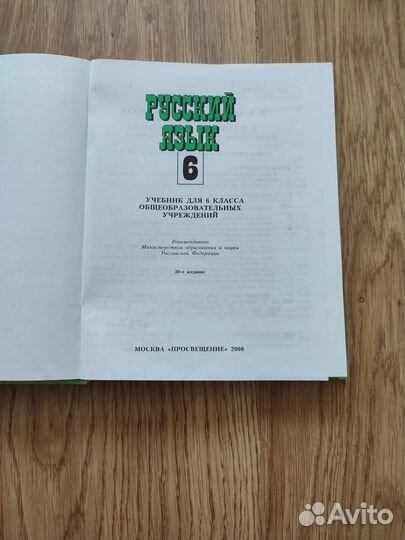 РУССКИЙ
ЯЗЫК
6
УЧЕБНИК ДЛЯ 6 КЛАССА
ОБЩЕОБРАЗОВАТЕЛЬНЫХ
УЧРЕЖДЕНИЙ
Рекомендовано
Министерством образования и науки
Российской Федерации
30-е издание
МОСКВА «ПРОСВЕЩЕНИЕ» 2008
Avito